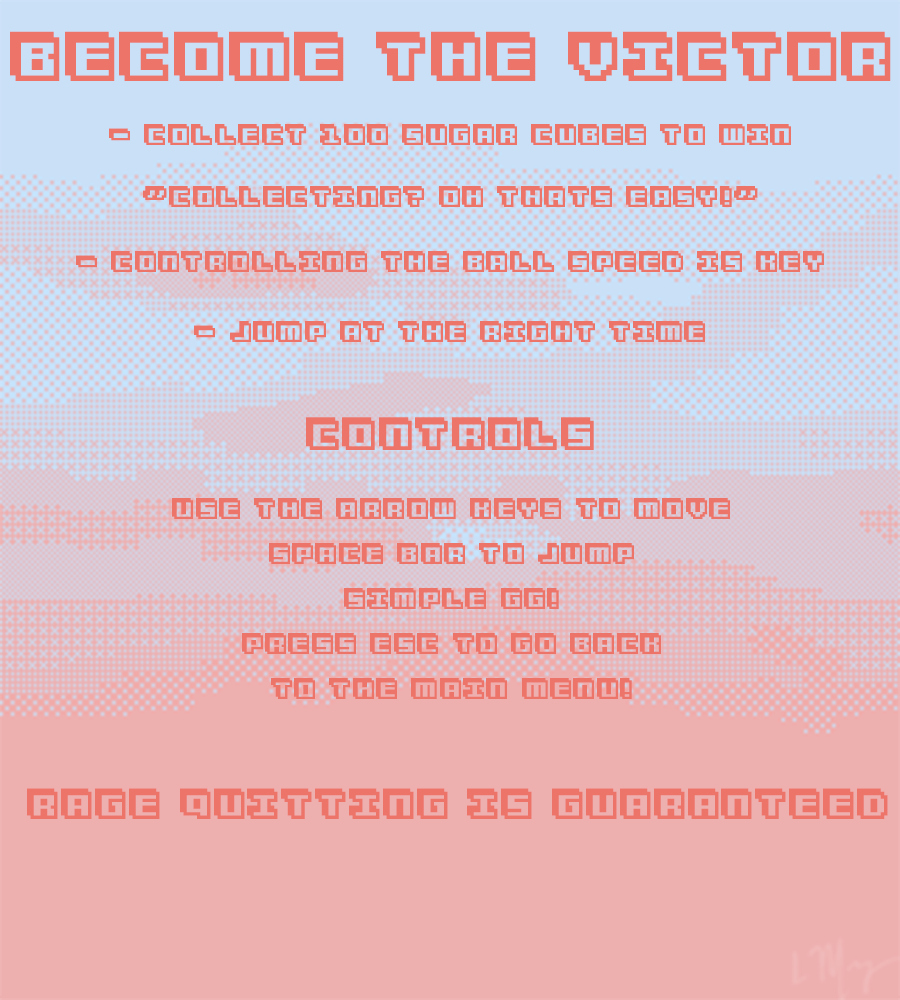 BECOME THE VICTOR
- COLLECT 100 SUGAR CUBES TO WIN
"COLLECTING? OH THATS EASY!"
- CONTROLLING THE BALL SPEED IS KEY
- JUMP AT THE RIGHT TIME
CONTROLS
USE THE ARROW KEYS TO MOVE
SPACE BAR TO JUMP
SIMPLE GG!
PRESS ESC TO GO BACK
TO THE MAIN MENU!
RAGE QUITTING IS GUARANTEED